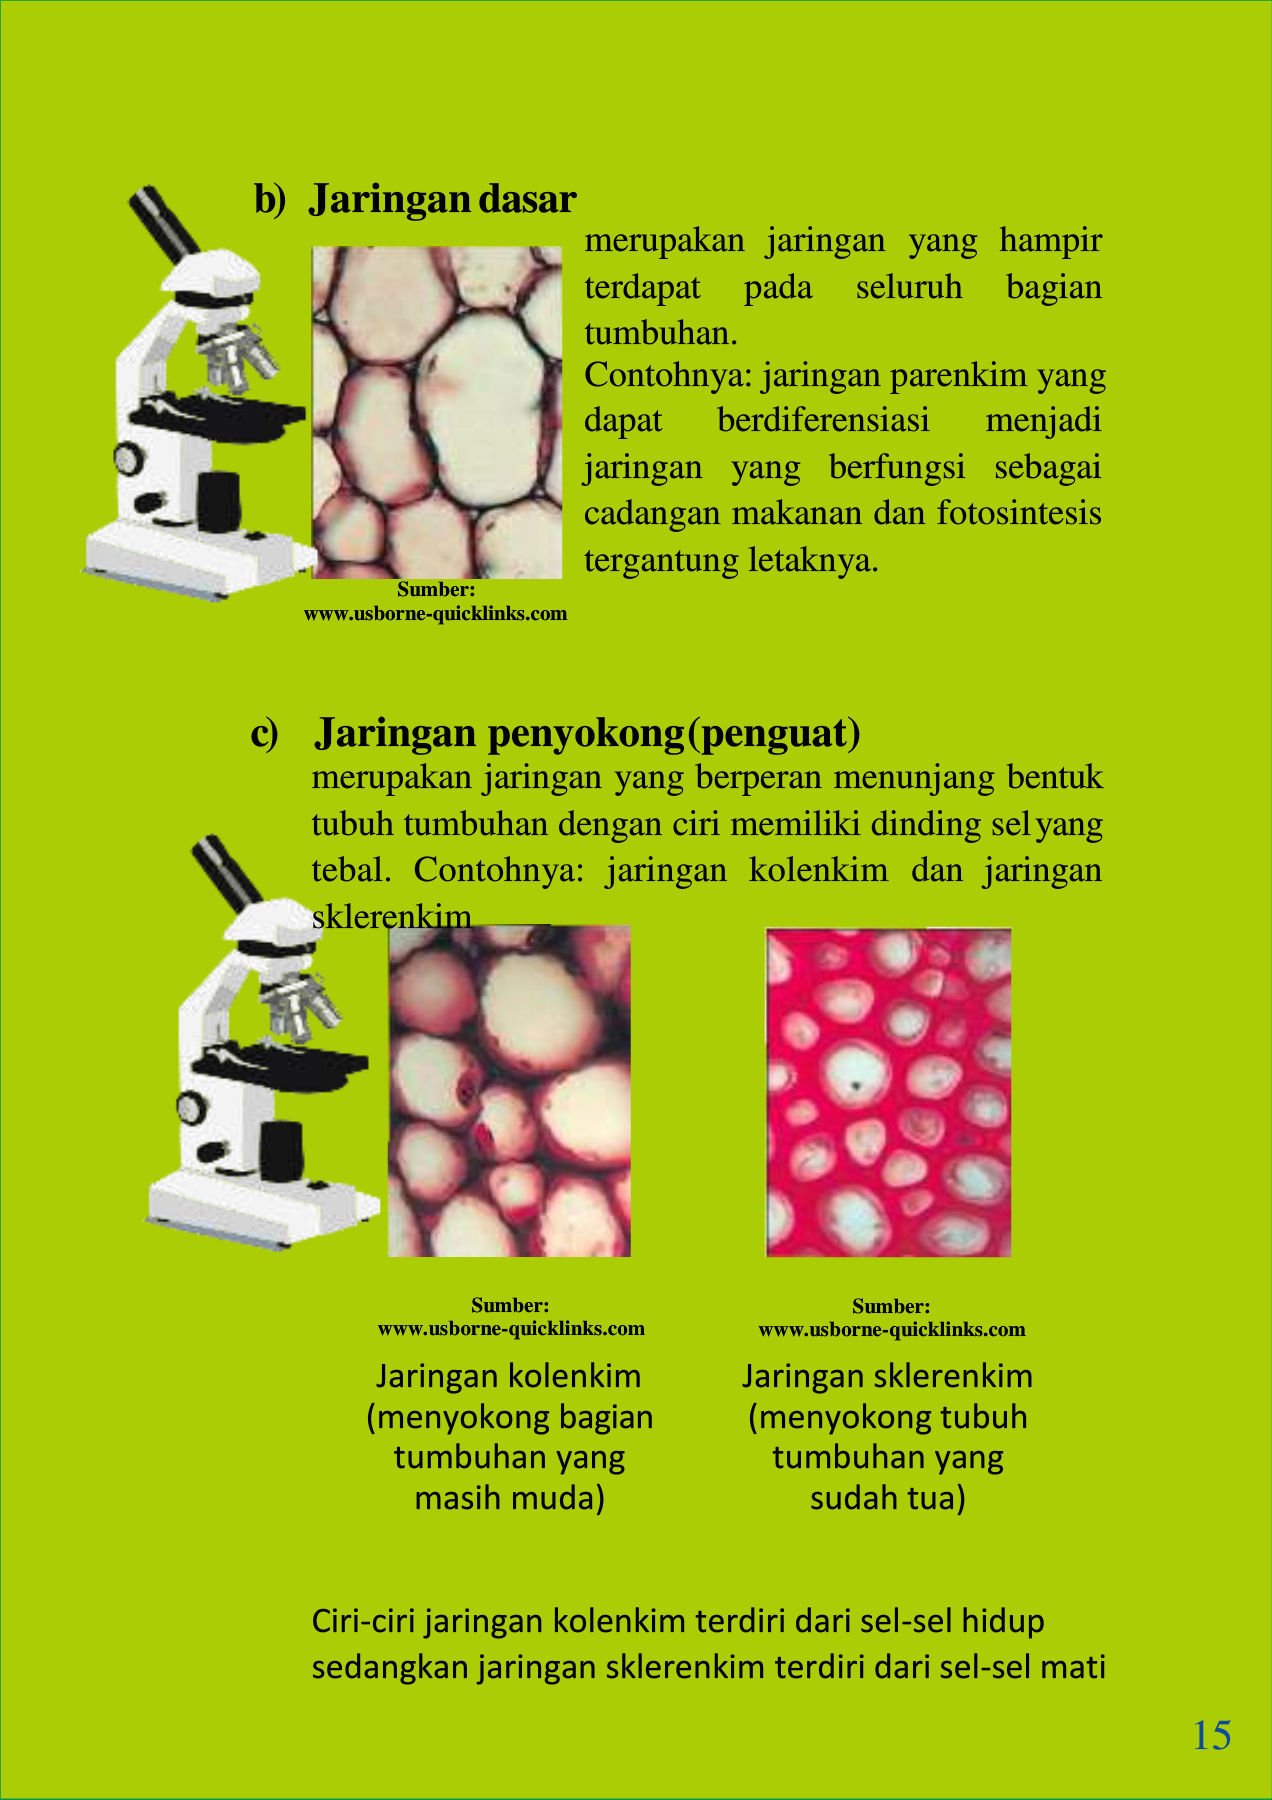 b) Jaringan dasar
merupakan jaringan yang hampir
terdapat pada seluruh bagian
tumbuhan.
Contohnya: jaringan parenkim yang
dapat berdiferensiasi menjadi
jaringan yang berfungsi sebagai
cadangan makanan dan fotosintesis
tergantung letaknya.
Sumber:
www.usborne-quicklinks.com
c) Jaringan penyokong(penguat)
merupakan jaringan yang berperan menunjang bentuk
tubuh tumbuhan dengan ciri memiliki dinding sel yang
tebal. Contohnya: jaringan kolenkim dan jaringan
sklerenkim
Sumber:
www.usborne-quicklinks.com
Jaringan kolenkim
(menyokong bagian
tumbuhan yang
masih muda)
Sumber:
www.usborne-quicklinks.com
Jaringan sklerenkim
(menyokong tubuh
tumbuhan yang
sudah tua)
Ciri-ciri jaringan kolenkim terdiri dari sel-sel hidup
sedangkan jaringan sklerenkim terdiri dari sel-sel mati
15